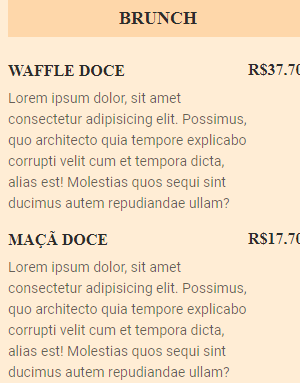 BRUNCH
WAFFLE DOCE R$37.70
Lorem ipsum dolor, sit amet
consectetur adipisicing elit. Possimus,
quo architecto quia tempore explicabo
corrupti velit cum et tempora dicta,
alias est! Molestias quos sequi sint
ducimus autem repudiandae ullam?
MAÇÃ DOCE R$17.70
Lorem ipsum dolor, sit amet
consectetur adipisicing elit. Possimus,
quo architecto quia tempore explicabo
corrupti velit cum et tempora dicta,
alias est! Molestias quos sequi sint
ducimus autem repudiandae ullam?